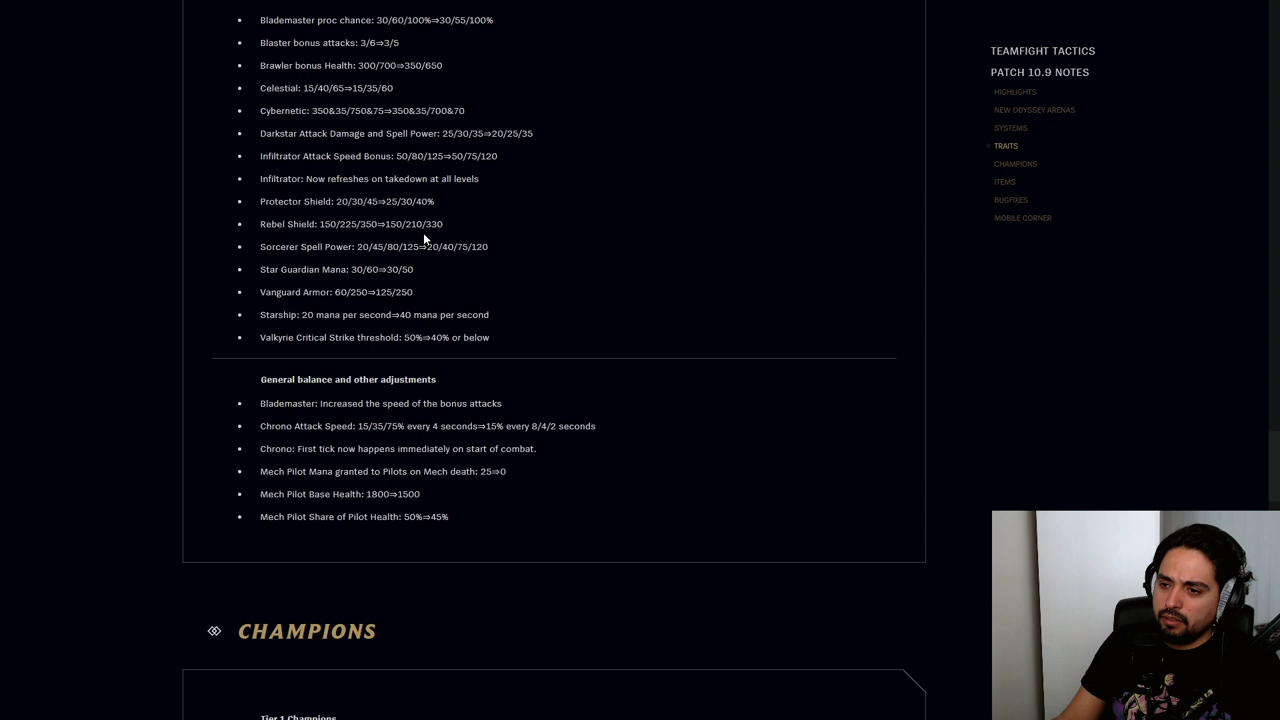 Blademaster proc chance: 30/60/100%⇒30/55/100%
Blaster bonus attacks: 3/6⇒3/5
Brawler bonus Health: 300/700⇒350/650
Celestial: 15/40/65⇒15/35/60
Cybernetic: 350&35/750&75⇒350&35/700&70
Darkstar Attack Damage and Spell Power: 25/30/35⇒20/25/35
Infiltrator Attack Speed Bonus: 50/80/125⇒50/75/120
Infiltrator: Now refreshes on takedown at all levels
Protector Shield: 20/30/45⇒25/30/40%
Rebel Shield: 150/225/350⇒150/210/330
Sorcerer Spell Power: 20/45/80/125⇒20/40/75/120
Star Guardian Mana: 30/60⇒30/50
Vanguard Armor: 60/250⇒125/250
Starship: 20 mana per second⇒40 mana per second
Valkyrie Critical Strike threshold: 50%⇒40% or below
General balance and other adjustments
Blademaster: Increased the speed of the bonus attacks
Chrono Attack Speed: 15/35/75% every 4 seconds⇒15% every 8/4/2 seconds
Chrono: First tick now happens immediately on start of combat.
Mech Pilot Mana granted to Pilots on Mech death: 25⇒0
Mech Pilot Base Health: 1800⇒1500
Mech Pilot Share of Pilot Health: 50%⇒45%
CHAMPIONS
Tier 1 Champions
TEAMFIGHT TACTICS
PATCH 10.9 NOTES
HIGHLIGHTS
NEW ODYSSEY ARENAS
SYSTEMS
TRAITS
CHAMPIONS
ITEMS
BUGFIXES
MOBILE CORNER